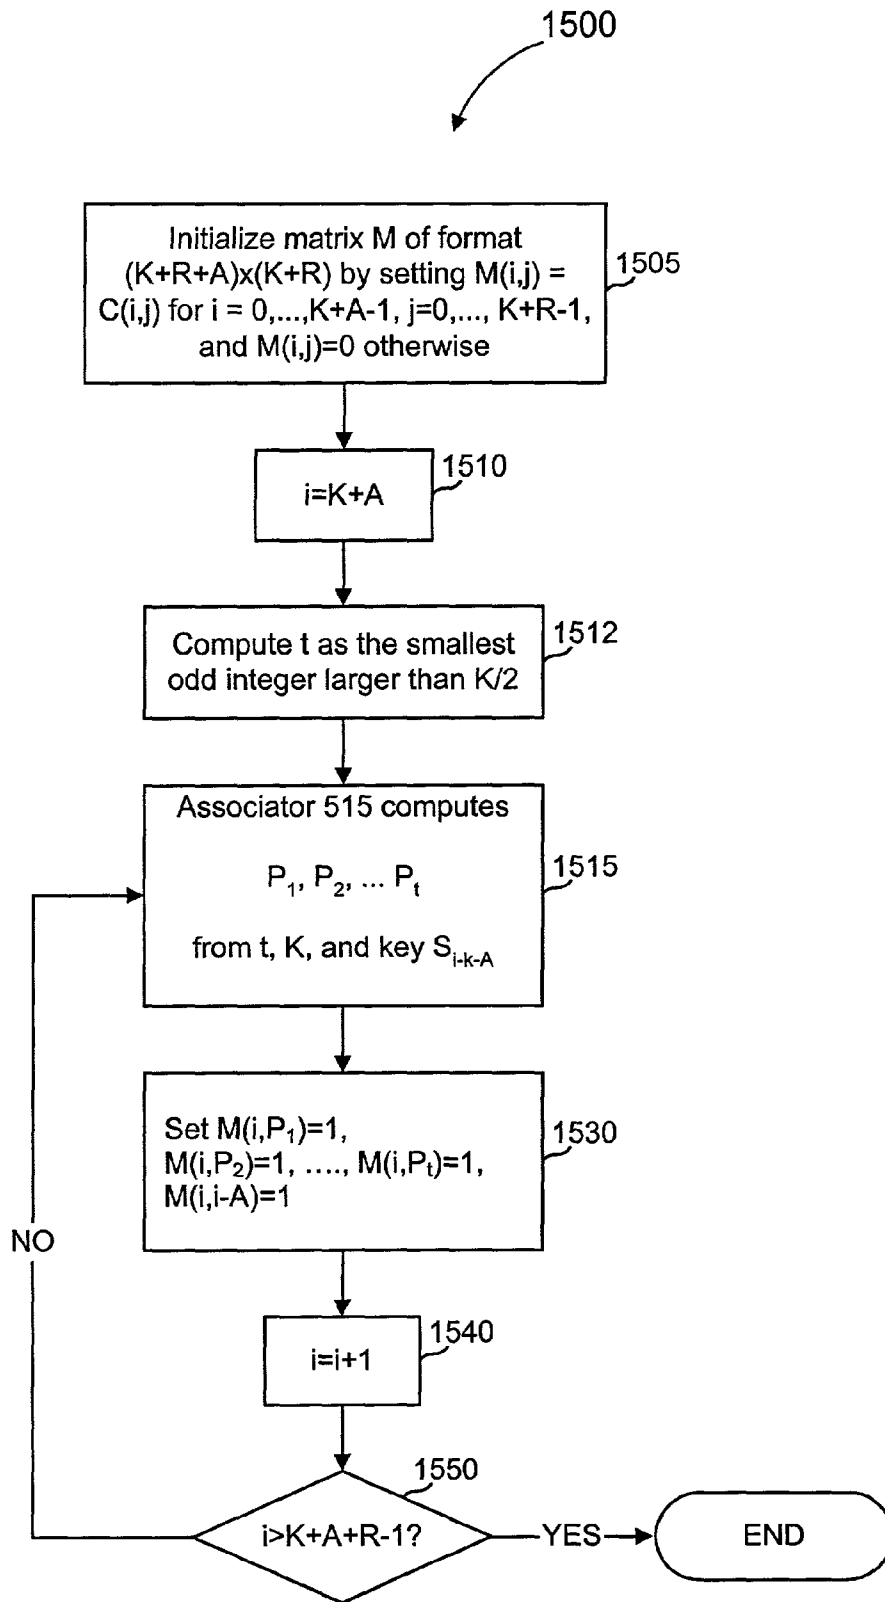 1500
Initialize matrix M of format
(K+R+A)x(K+R) by setting M(i,j) =
C(i,j) for i = 0,...,K+A-1, j=0,..., K+R-1,
and M(i,j)=0 otherwise
1505
i=K+A
1510
Compute t as the smallest
odd integer larger than K/2
1512
Associator 515 computes
P₁, P₂, ... Pₜ
from t, K, and key S_{i-k-A}
1515
Set M(i,P₁)=1,
M(i,P₂)=1, ...., M(i,Pₜ)=1,
M(i,i-A)=1
1530
NO
i=i+1
1540
i>K+A+R-1?
1550
YES
END